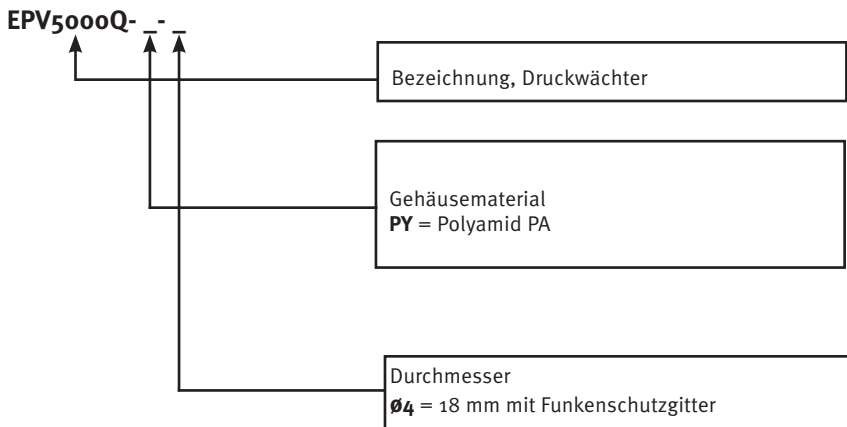 EPV5000Q- _ - _
Bezeichnung, Druckwächter
Gehäusematerial
PY = Polyamid PA
Durchmesser
Ø4 = 18 mm mit Funkenschutzgitter